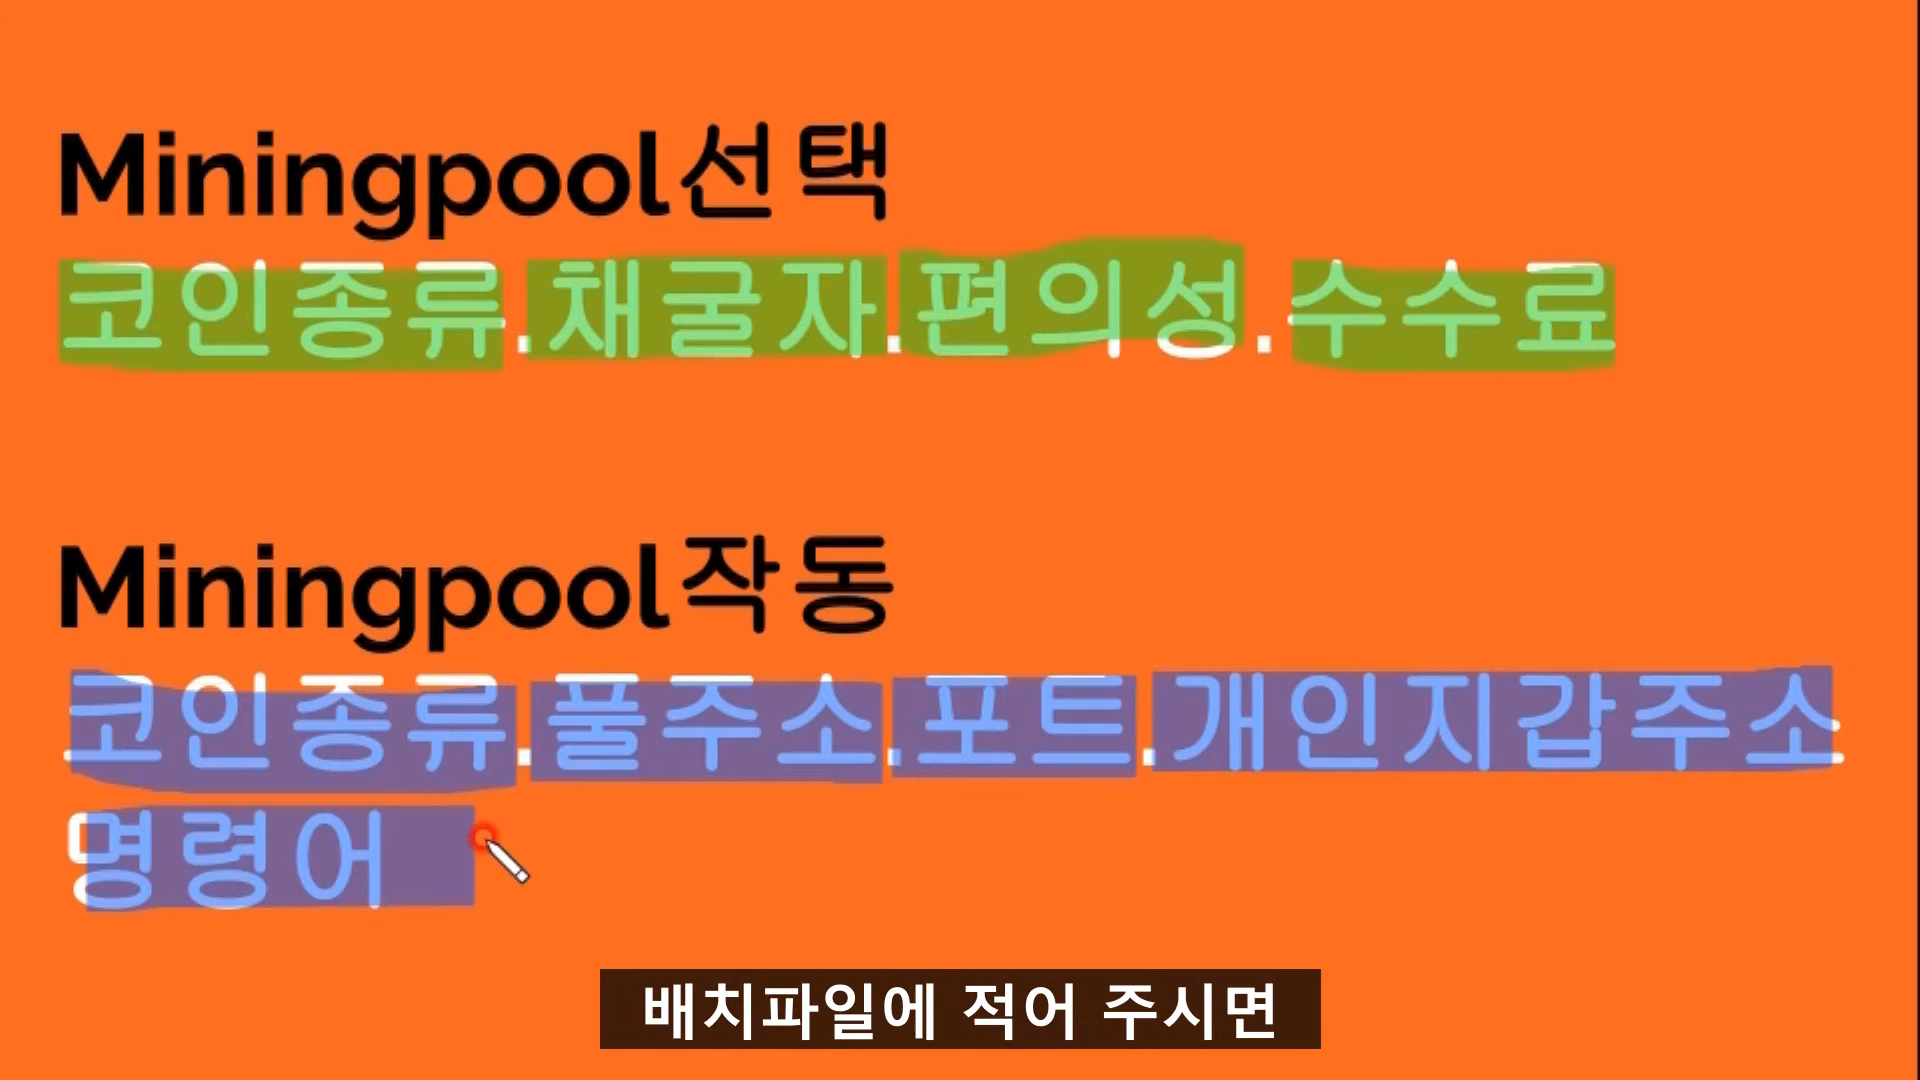 Miningpool선택
코인종류.채굴자.편의성.수수료
Miningpool작동
코인종류.풀주소.포트.개인지갑주소
명령어
배치파일에 적어 주시면